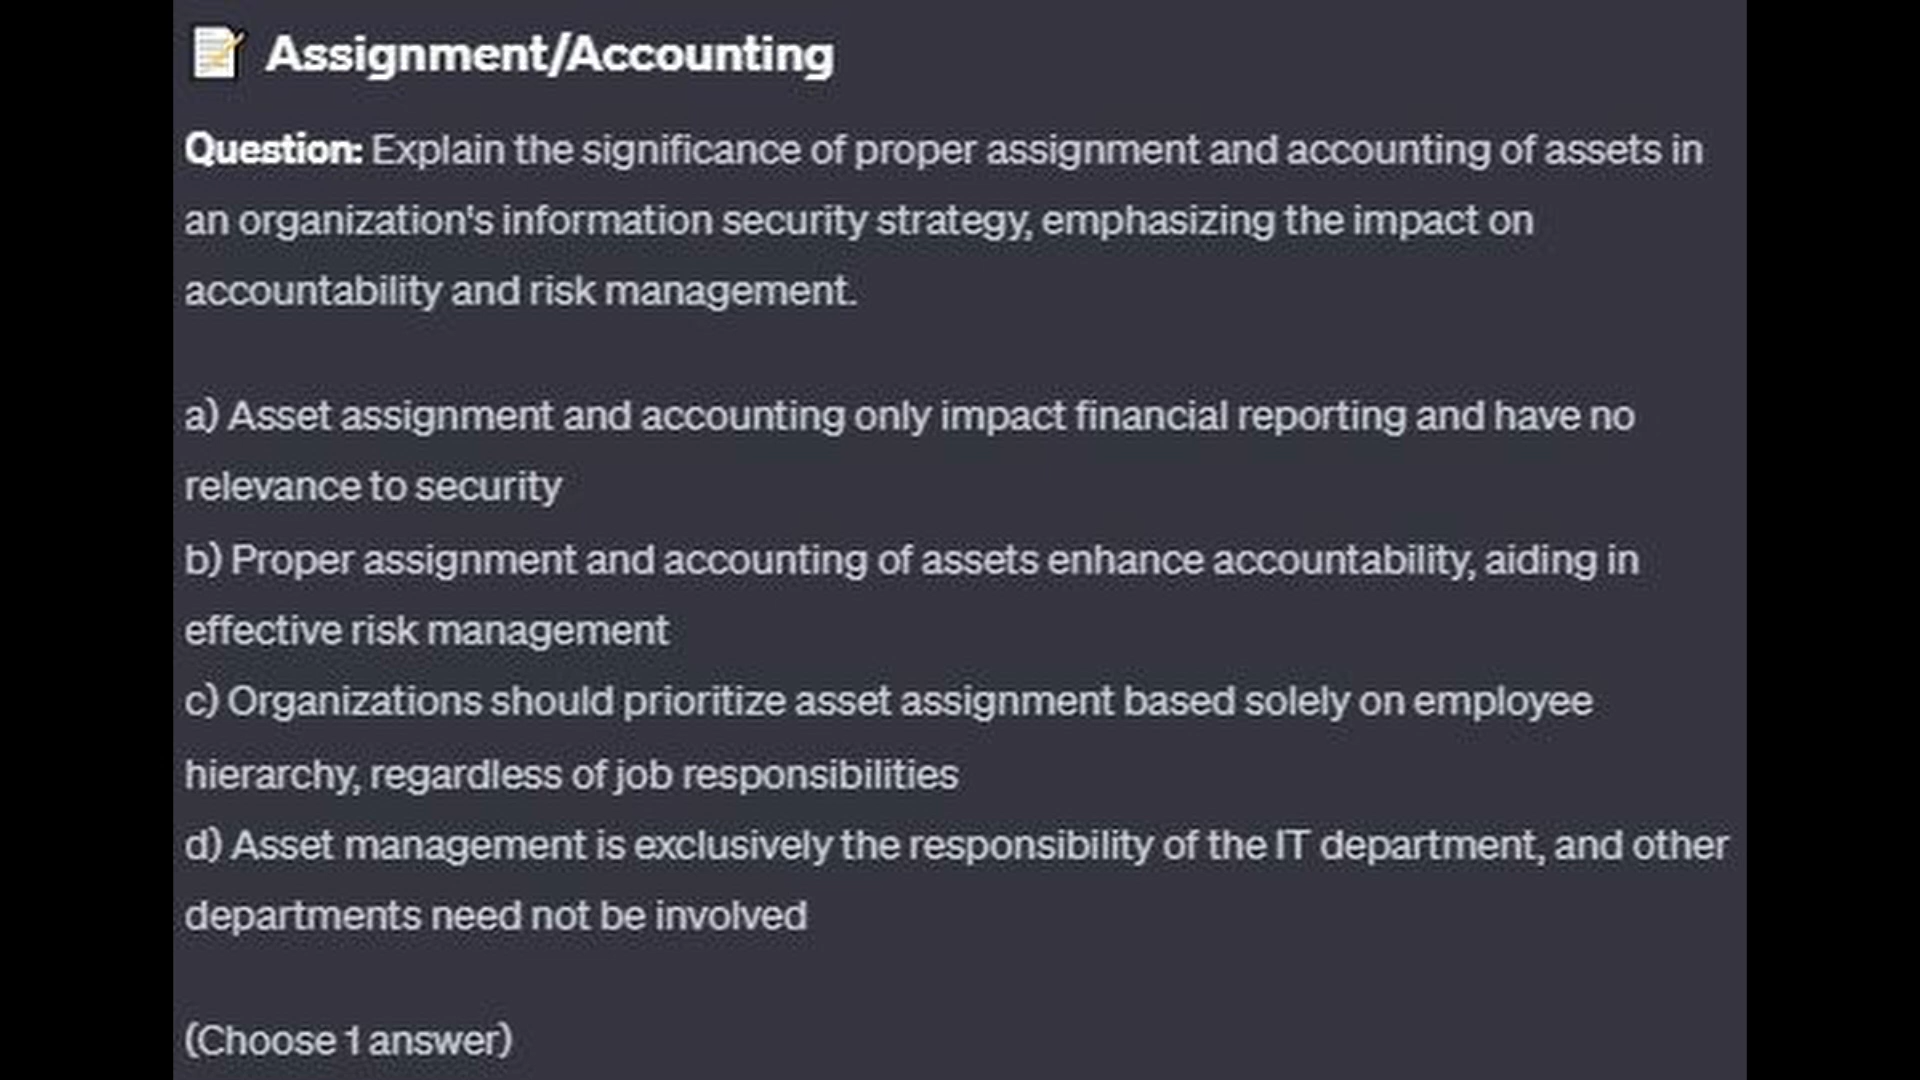 Assignment/Accounting
Question: Explain the significance of proper assignment and accounting of assets in
an organization's information security strategy, emphasizing the impact on
accountability and risk management.
a) Asset assignment and accounting only impact financial reporting and have no
relevance to security
b) Proper assignment and accounting of assets enhance accountability, aiding in
effective risk management
c) Organizations should prioritize asset assignment based solely on employee
hierarchy, regardless of job responsibilities
d) Asset management is exclusively the responsibility of the IT department, and other
departments need not be involved
(Choose 1 answer)